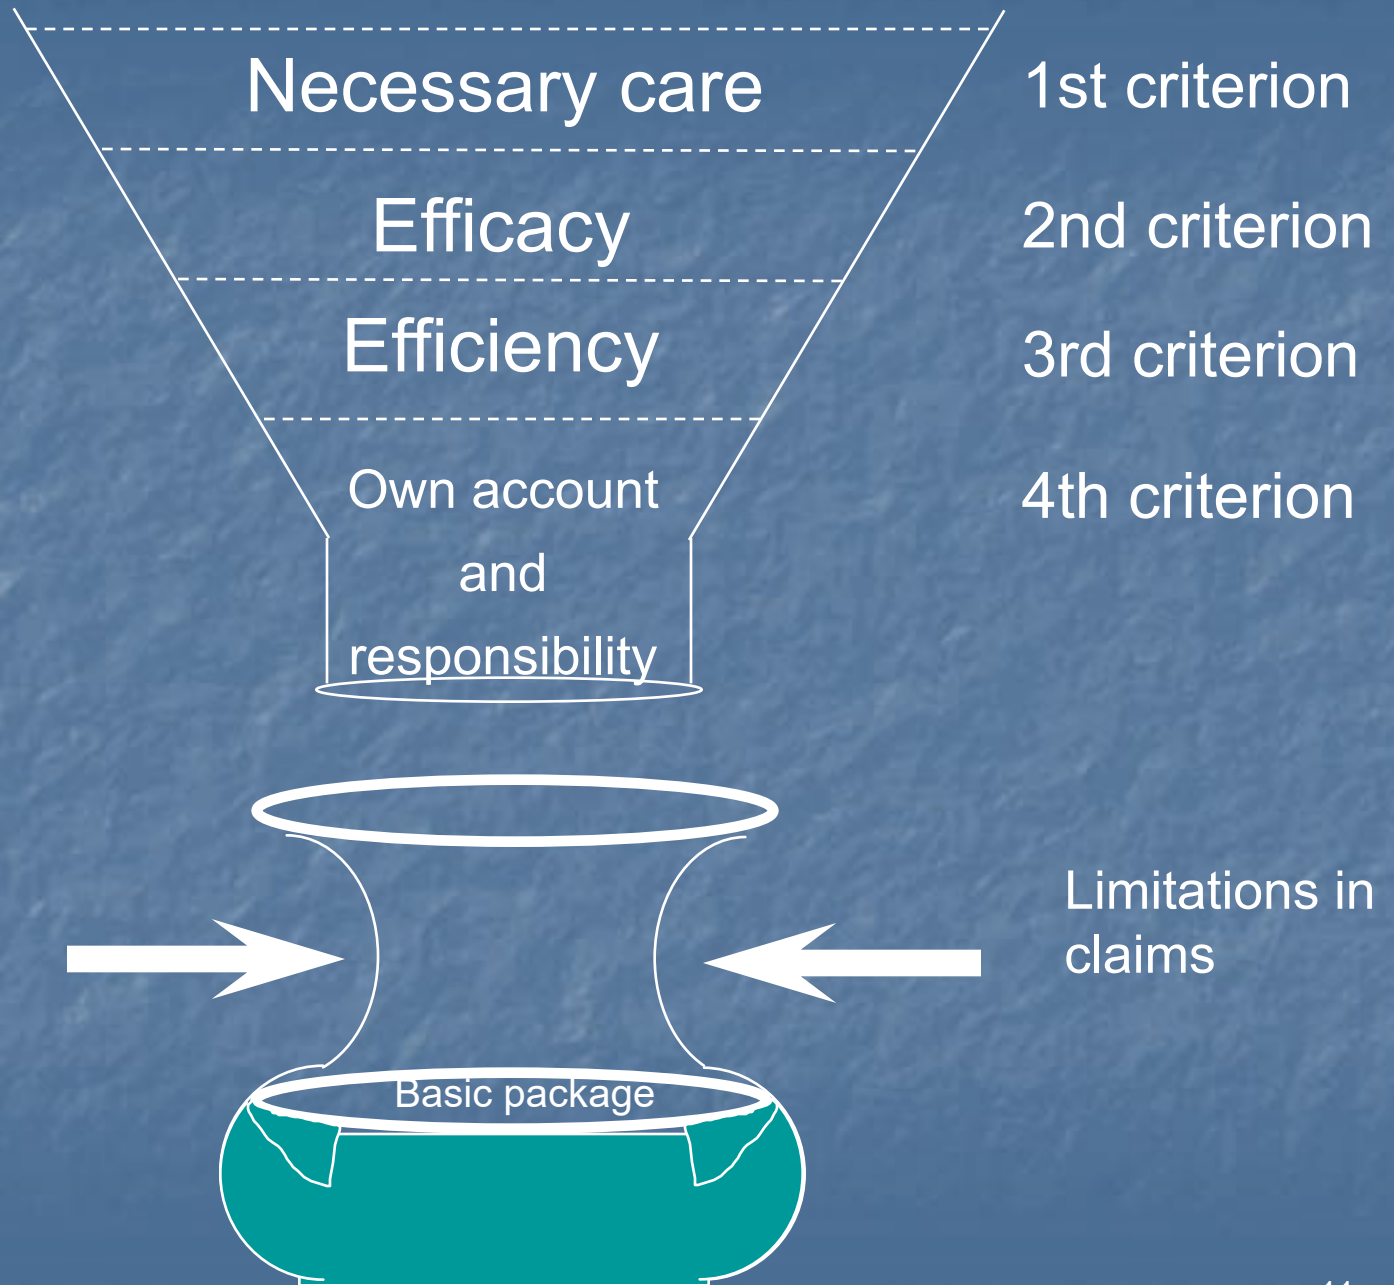 Necessary care
1st criterion
Efficacy
2nd criterion
Efficiency
3rd criterion
Own account
and
responsibility
4th criterion
Limitations in
claims
Basic package